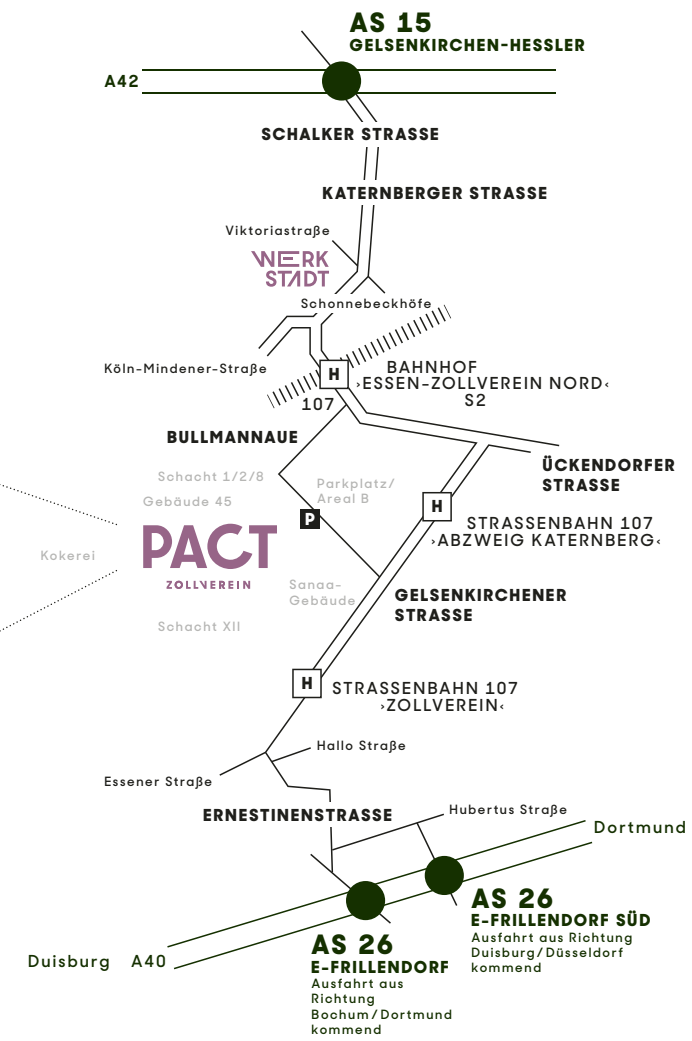 AS 15
GELSENKIRCHEN-HESSLER
A42
SCHALKER STRASSE
KATERNBERGER STRASSE
Viktoriastraße
WERK
STADT
Schonnebeckhöfe
Köln-Mindener-Straße
H
BAHNHOF
›ESSEN-ZOLLVEREIN NORD‹
S2
107
BULLMANNAUE
ÜCKENDORFER
STRASSE
Schacht 1/2/8
Parkplatz/
Areal B
Gebäude 45
P
H
STRASSENBAHN 107
›ABZWEIG KATERNBERG‹
PACT
ZOLLVEREIN
Kokerei
Sanaa-
Gebäude
GELSENKIRCHENER
STRASSE
Schacht XII
H
STRASSENBAHN 107
›ZOLLVEREIN‹
Hallo Straße
Essener Straße
ERNESTINENSTRASSE
Hubertus Straße
Dortmund
AS 26
E-FRILLENDORF SÜD
Ausfahrt aus Richtung
Duisburg/Düsseldorf
kommend
Duisburg A40
AS 26
E-FRILLENDORF
Ausfahrt aus
Richtung
Bochum/Dortmund
kommend